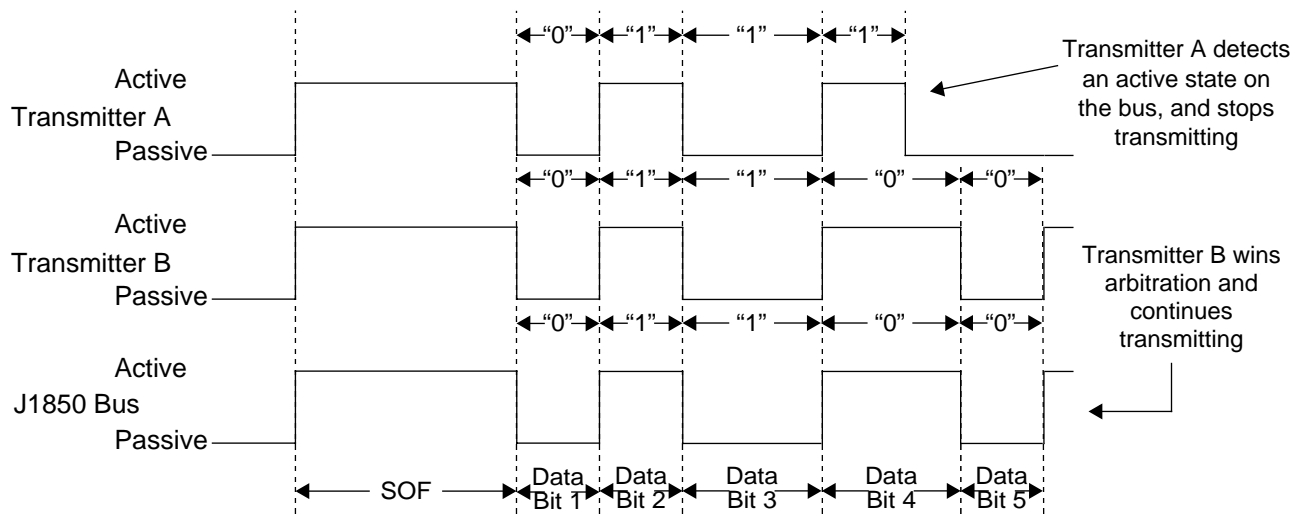 “0” “1” “1” “1”
Active
Transmitter A
Passive
Transmitter A detects
an active state on
the bus, and stops
transmitting
“0” “1” “1” “0” “0”
Active
Transmitter B
Passive
Transmitter B wins
arbitration and
continues
transmitting
“0” “1” “1” “0” “0”
Active
J1850 Bus
Passive
SOF
Data
Bit 1
Data
Bit 2
Data
Bit 3
Data
Bit 4
Data
Bit 5